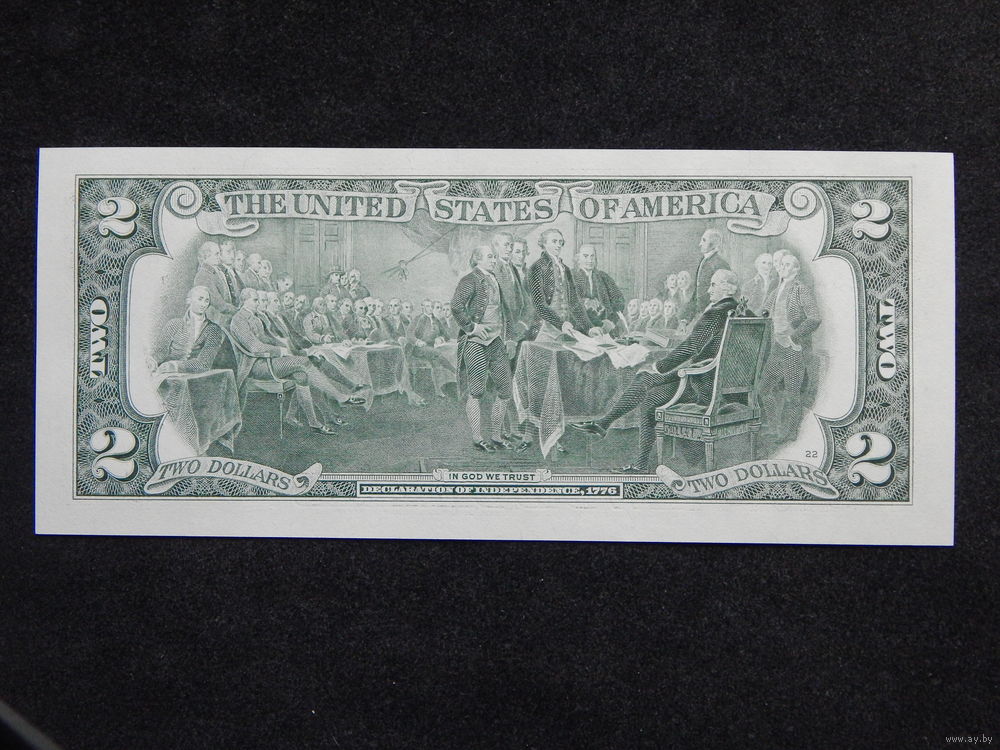 THE UNITED STATES OF AMERICA
2 2
TWO TWO
2 2
22
TWO DOLLARS TWO DOLLARS
IN GOD WE TRUST
DECLARATION OF INDEPENDENCE, 1776
www.ay.by